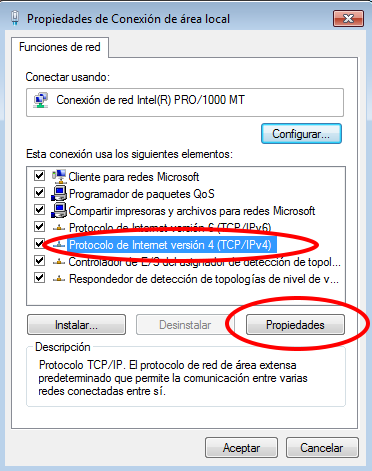 Propiedades de Conexión de área local
Funciones de red
Conectar usando:
Conexión de red Intel(R) PRO/1000 MT
Configurar...
Esta conexión usa los siguientes elementos:
Cliente para redes Microsoft
Programador de paquetes QoS
Compartir impresoras y archivos para redes Microsoft
Protocolo de Internet versión 6 (TCP/IPv6)
Protocolo de Internet versión 4 (TCP/IPv4)
Controlador de E/S del asignador de detección de topol...
Respondedor de detección de topologías de nivel de v...
Instalar...
Desinstalar
Propiedades
Descripción
Protocolo TCP/IP. El protocolo de red de área extensa
predeterminado que permite la comunicación entre varias
redes conectadas entre sí.
Aceptar
Cancelar